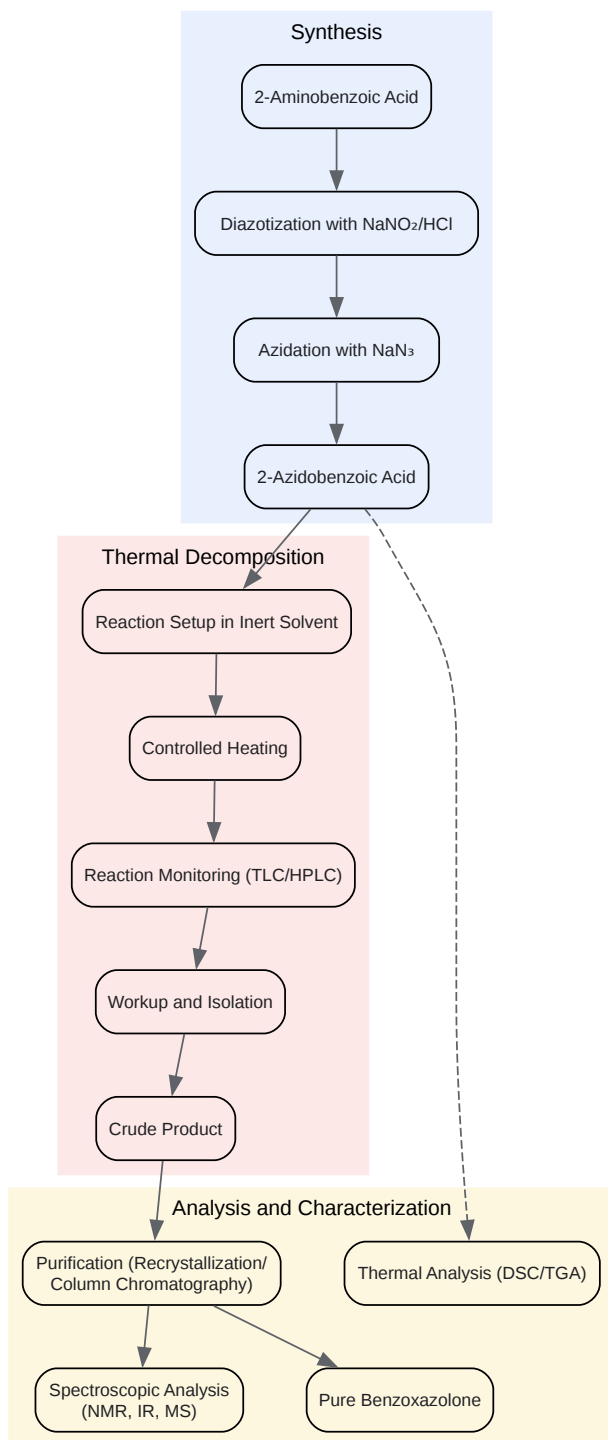 Synthesis
2-Aminobenzoic Acid
Diazotization with NaNO₂/HCl
Azidation with NaN₃
2-Azidobenzoic Acid
Thermal Decomposition
Reaction Setup in Inert Solvent
Controlled Heating
Reaction Monitoring (TLC/HPLC)
Workup and Isolation
Crude Product
Analysis and Characterization
Purification (Recrystallization/
Column Chromatography)
Thermal Analysis (DSC/TGA)
Spectroscopic Analysis
(NMR, IR, MS)
Pure Benzoxazolone